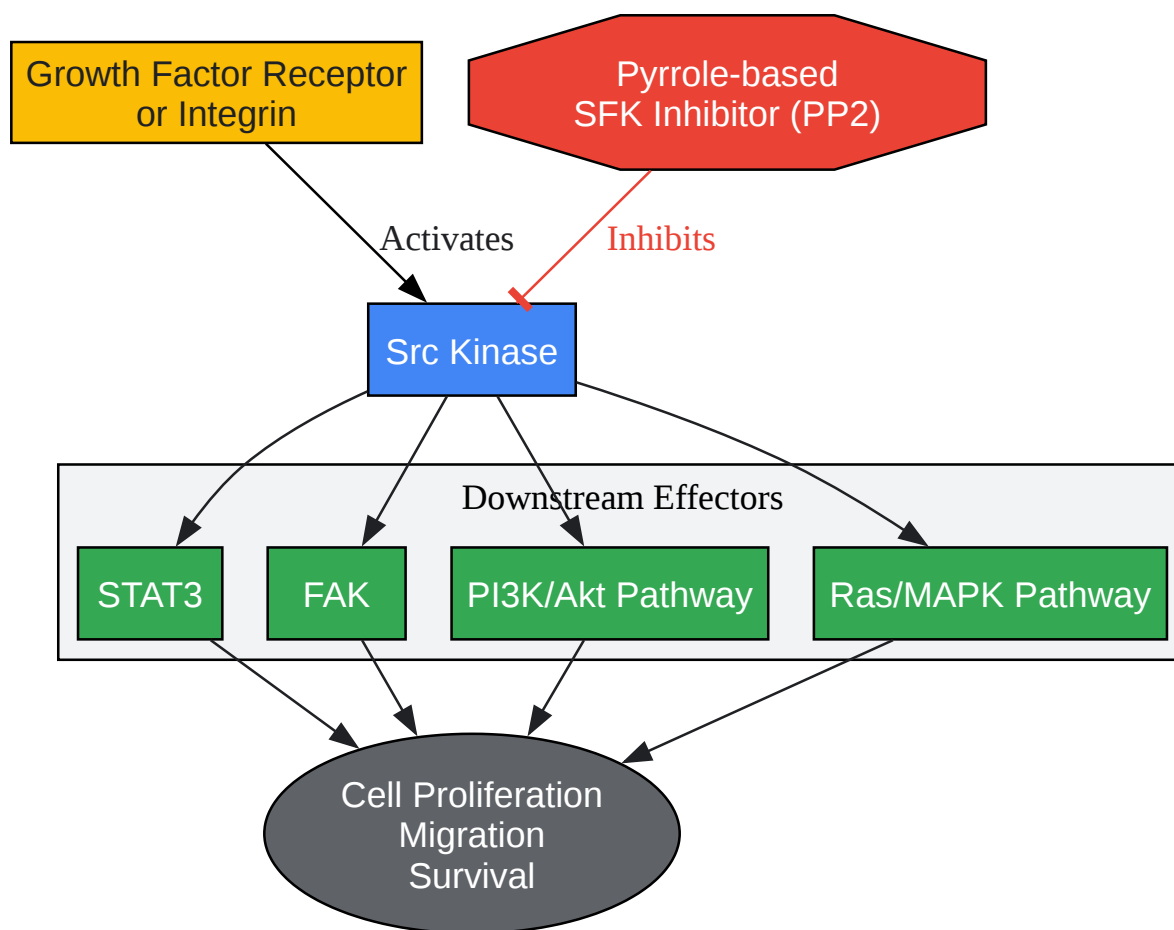 Growth Factor Receptor
or Integrin
Pyrrole-based
SFK Inhibitor (PP2)
Activates
Inhibits
Src Kinase
Downstream Effectors
STAT3
FAK
PI3K/Akt Pathway
Ras/MAPK Pathway
Cell Proliferation
Migration
Survival